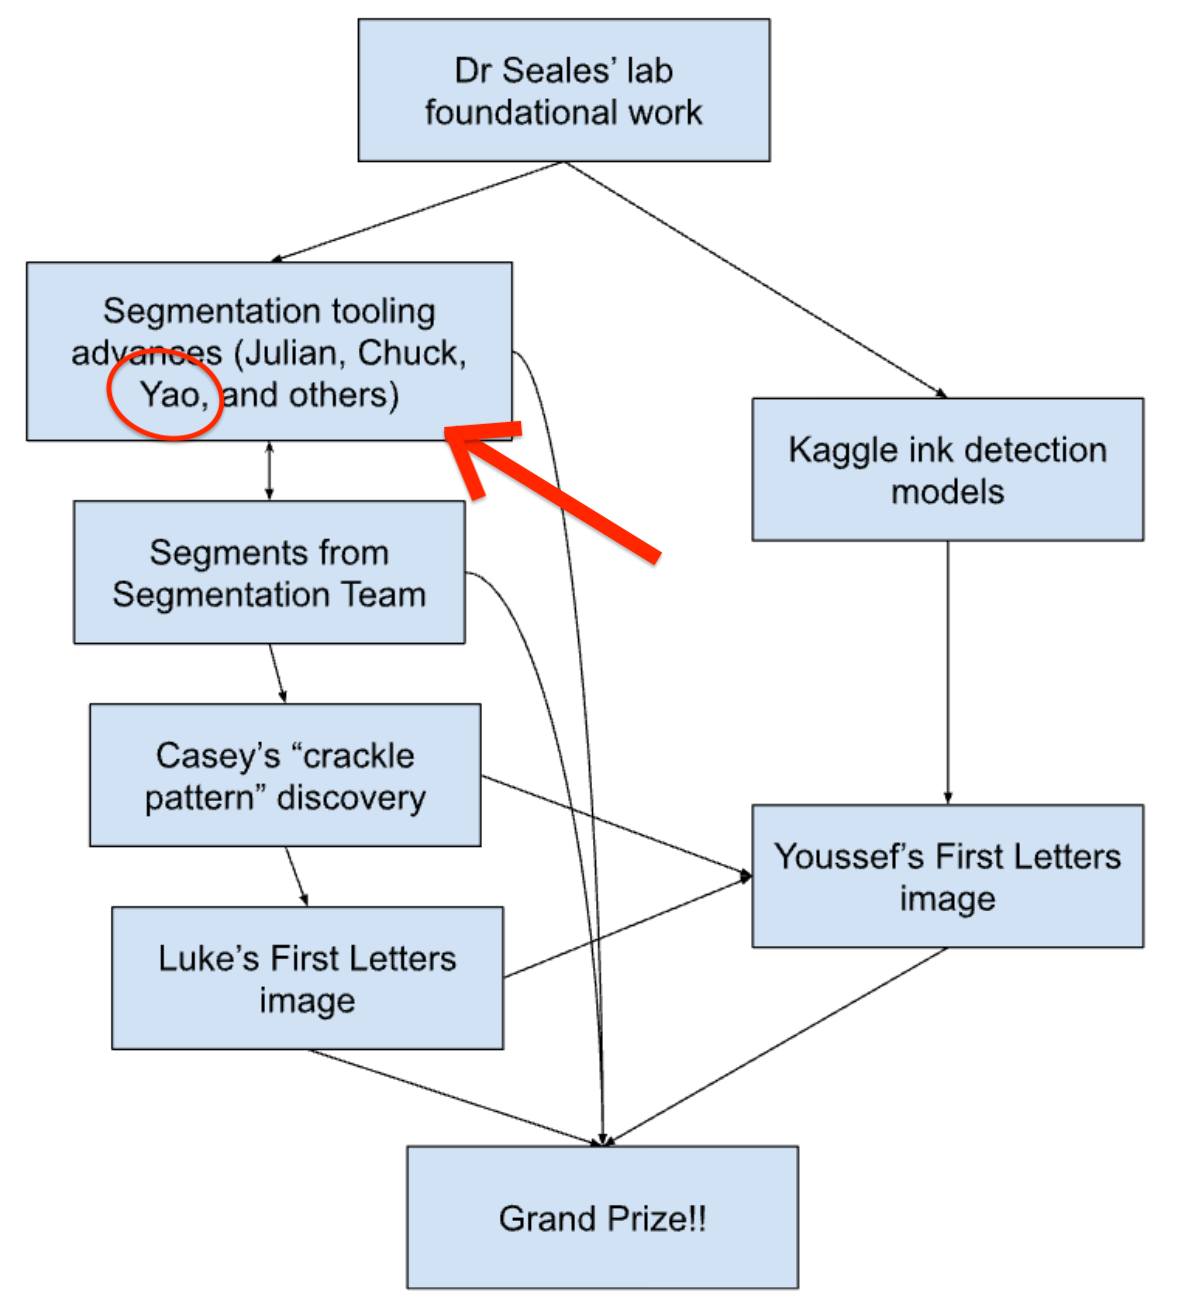 Dr Seales’ lab
foundational work
Segmentation tooling
advances (Julian, Chuck,
Yao, and others)
Kaggle ink detection
models
Segments from
Segmentation Team
Casey’s “crackle
pattern” discovery
Youssef’s First Letters
image
Luke’s First Letters
image
Grand Prize!!